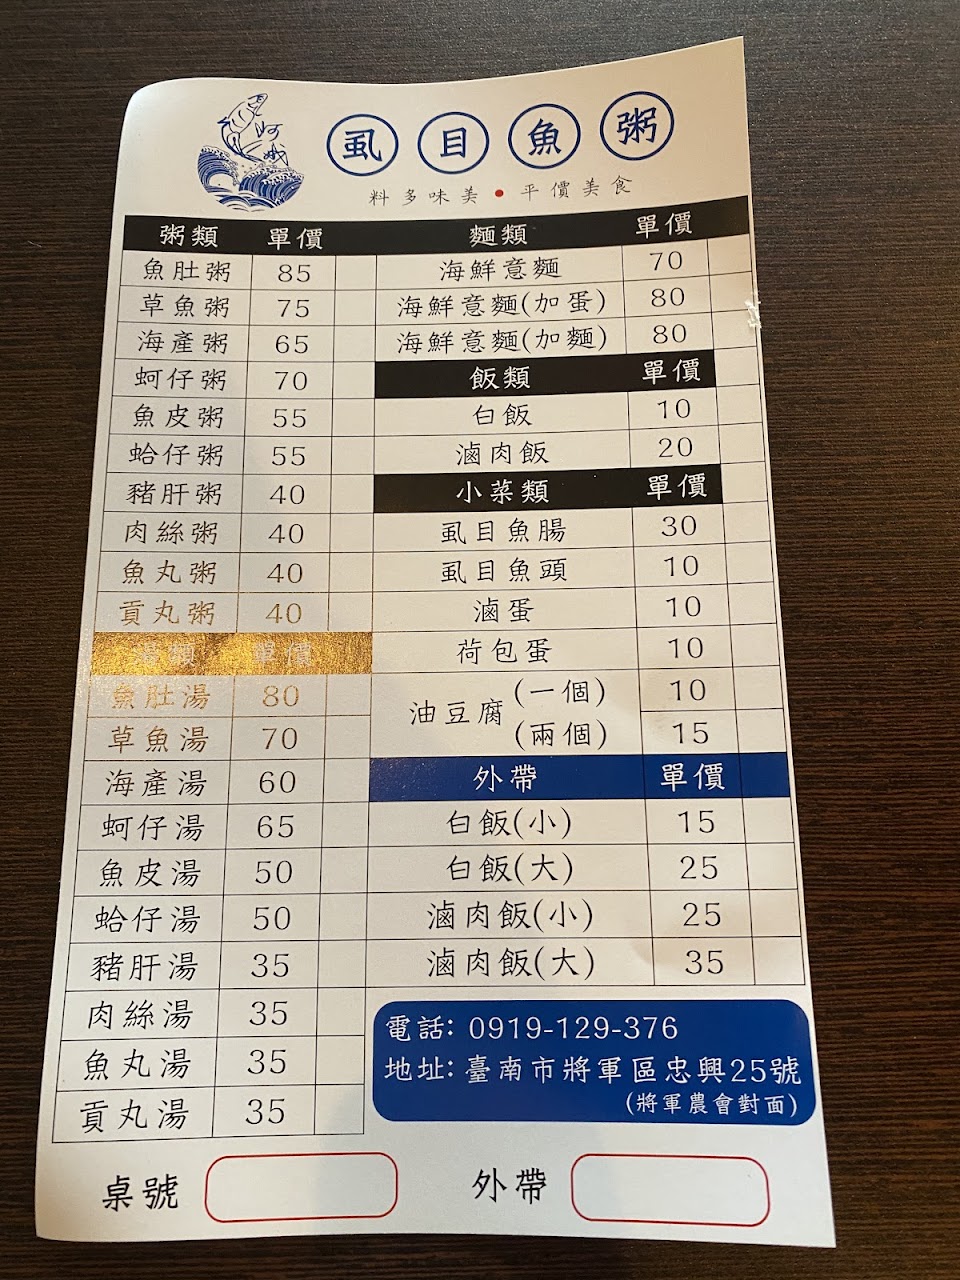 阿娥
虱目魚粥
料多味美•平價美食
粥類 單價
魚肚粥 85
草魚粥 75
海產粥 65
蚵仔粥 70
魚皮粥 55
蛤仔粥 55
豬肝粥 40
肉絲粥 40
魚丸粥 40
貢丸粥 40
湯類 單價
魚肚湯 80
草魚湯 70
海產湯 60
蚵仔湯 65
魚皮湯 50
蛤仔湯 50
豬肝湯 35
肉絲湯 35
魚丸湯 35
貢丸湯 35
麵類 單價
海鮮意麵 70
海鮮意麵(加蛋) 80
海鮮意麵(加麵) 80
飯類 單價
白飯 10
滷肉飯 20
小菜類 單價
虱目魚腸 30
虱目魚頭 10
滷蛋 10
荷包蛋 10
油豆腐 (一個) 10
(兩個) 15
外帶 單價
白飯(小) 15
白飯(大) 25
滷肉飯(小) 25
滷肉飯(大) 35
電話: 0919-129-376
地址: 臺南市將軍區忠興25號
(將軍農會對面)
桌號 外帶